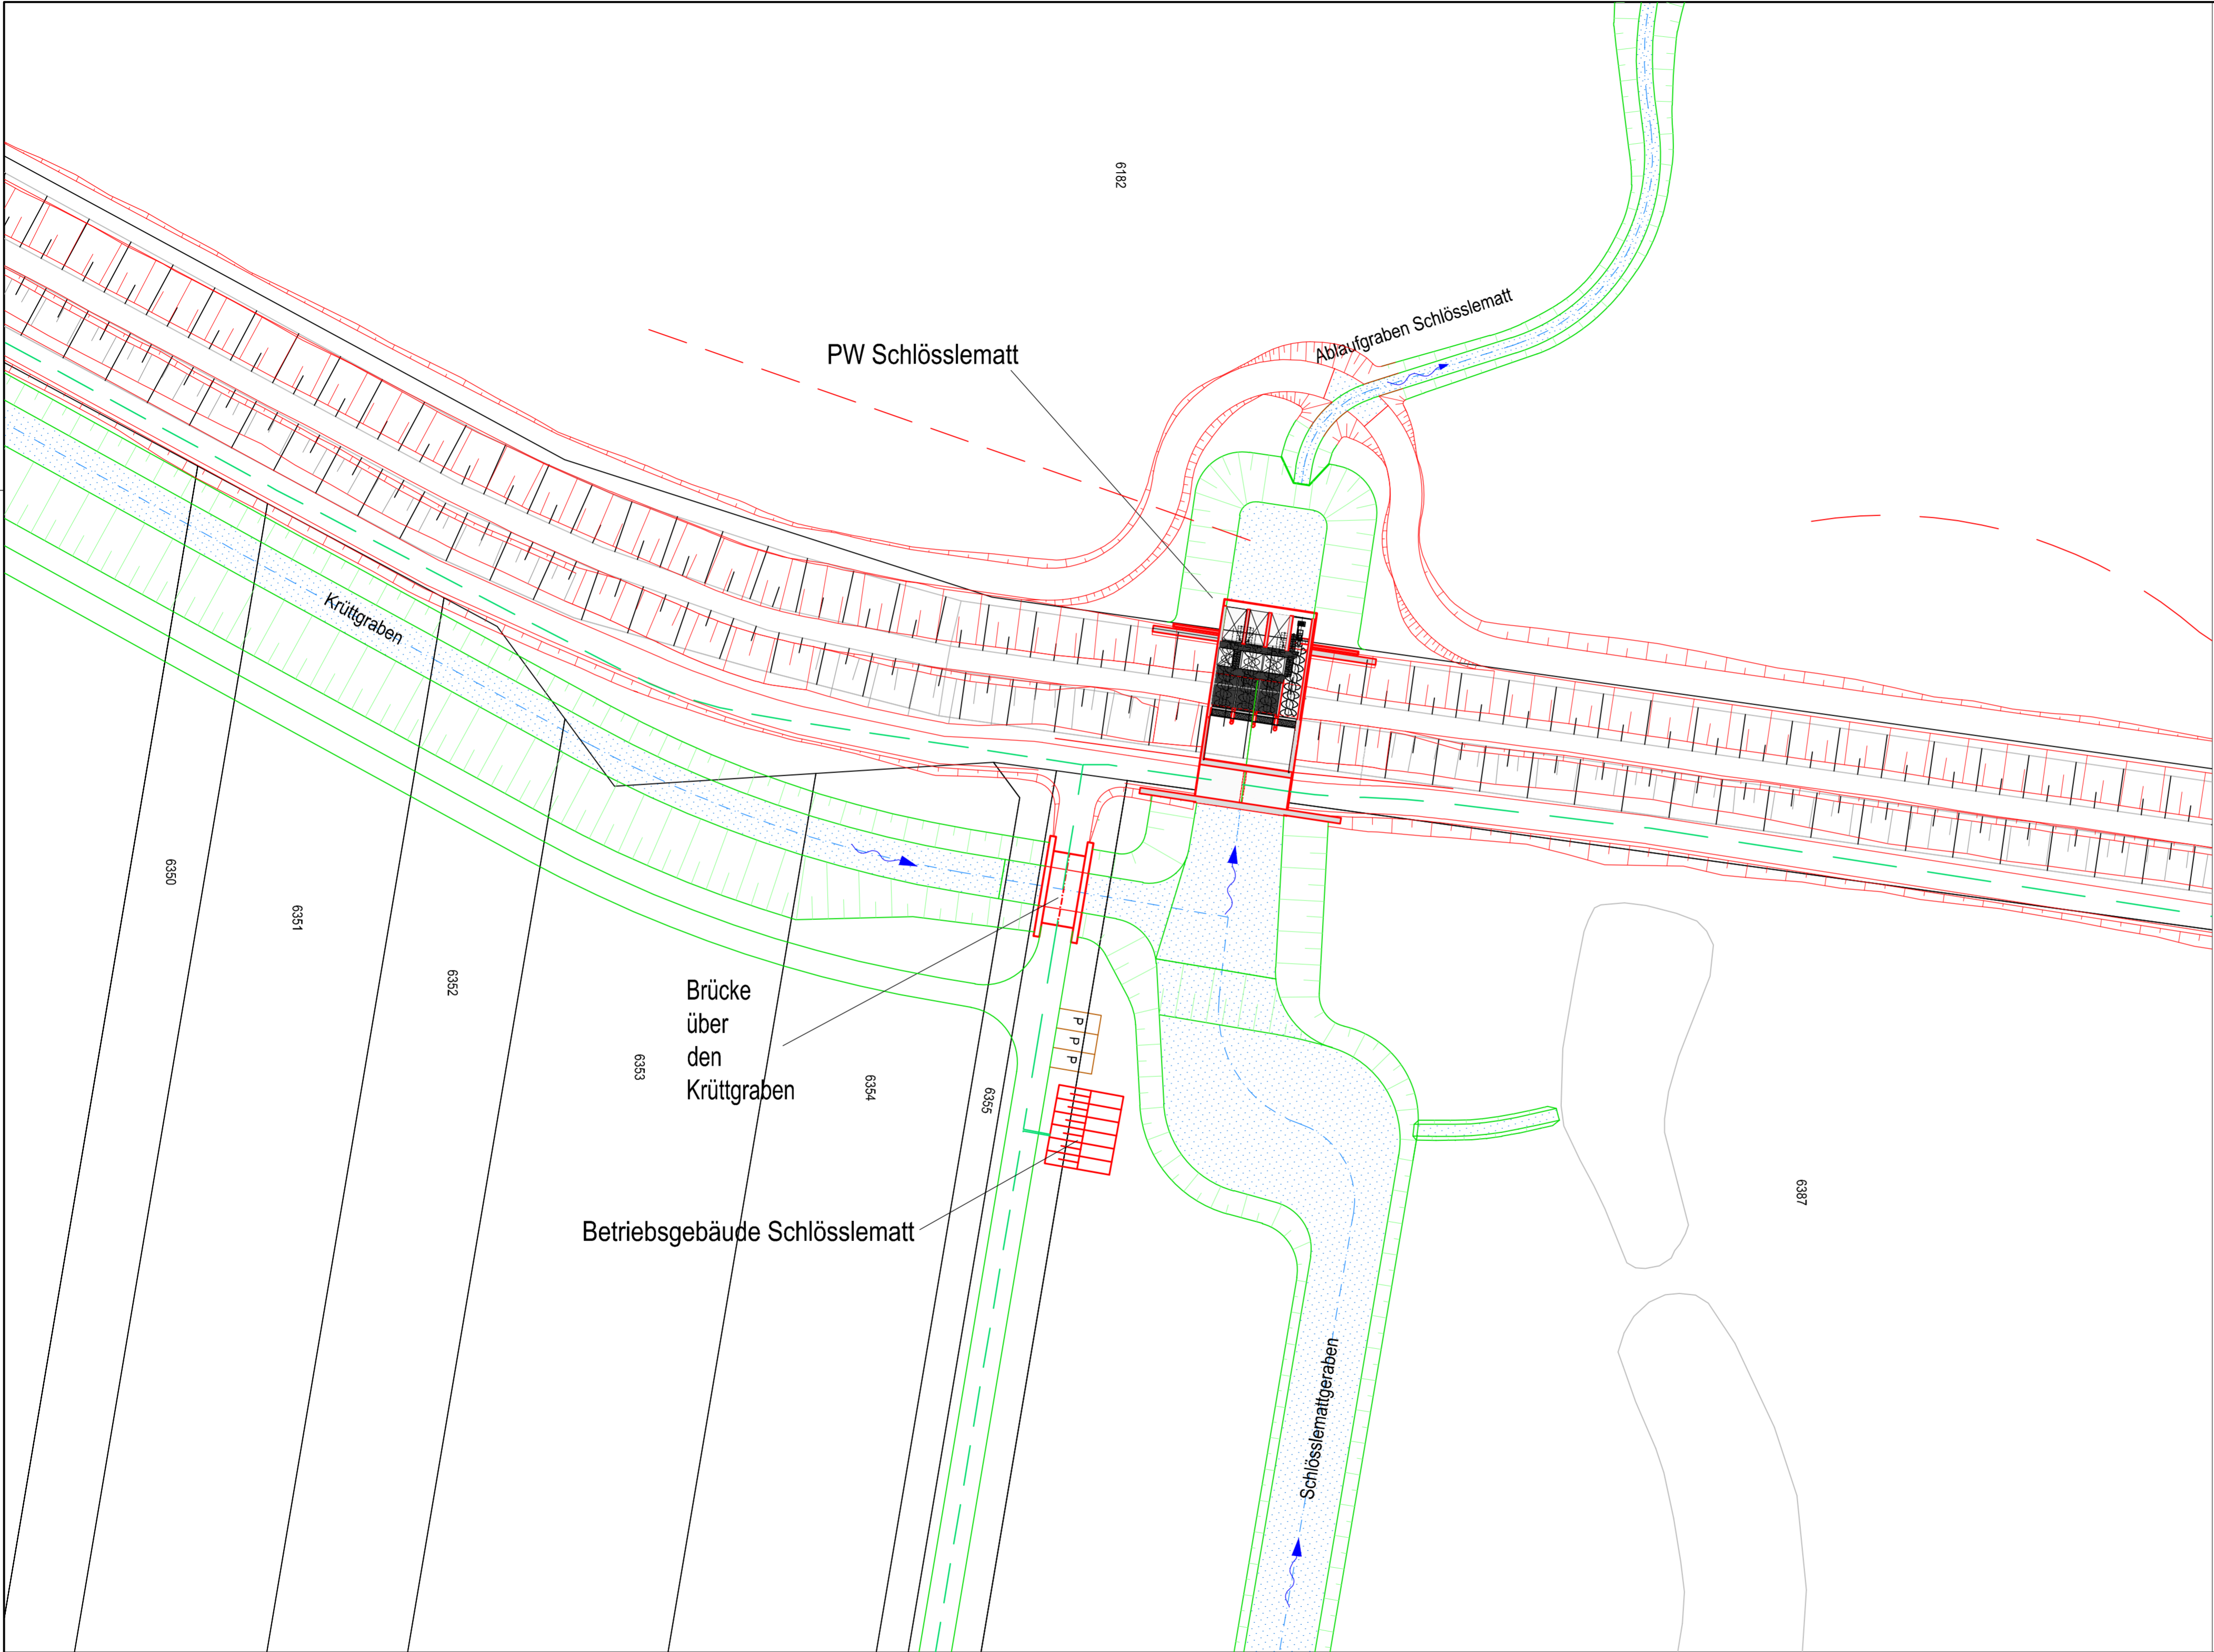 6182
Ablaufgraben Schlösslematt
PW Schlösslematt
Krüttgraben
6350
6351
6352
6353
6354
6355
Brücke
über
den
Krüttgraben
P
P
P
Betriebsgebäude Schlösslematt
6387
Schlösslemattgeraben